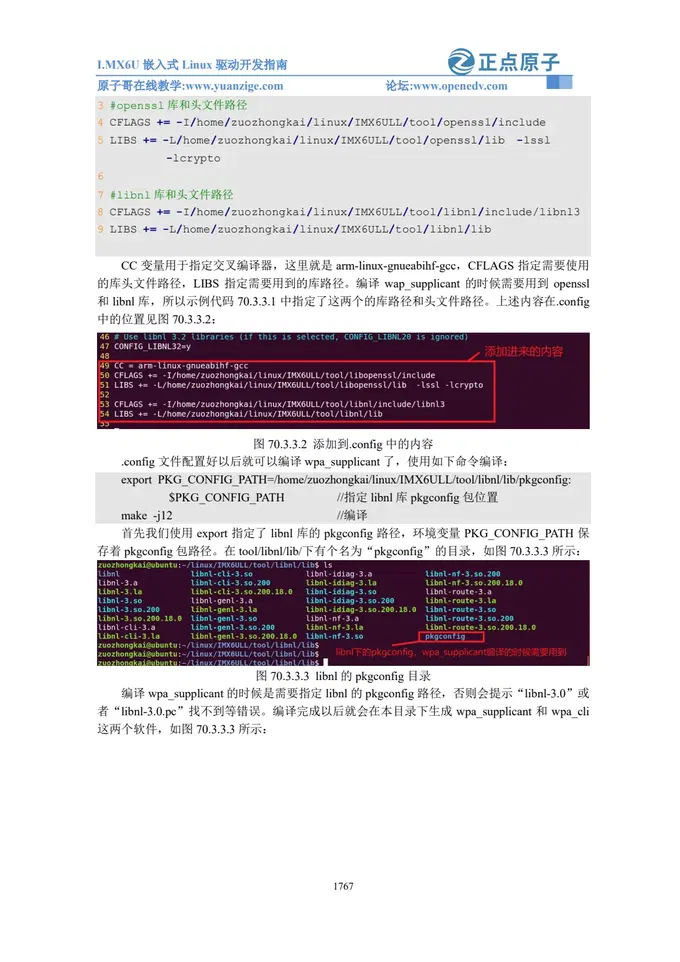 I.MX6U 嵌入式 Linux 驱动开发指南
正点原子
原子哥在线教学:www.yuanzige.com 论坛:www.openedv.com
3 #openssl 库和头文件路径
4 CFLAGS += -I/home/zuozhongkai/linux/IMX6ULL/tool/openssl/include
5 LIBS += -L/home/zuozhongkai/linux/IMX6ULL/tool/openssl/lib -lssl
-lcrypto
6
7 #libnl 库和头文件路径
8 CFLAGS += -I/home/zuozhongkai/linux/IMX6ULL/tool/libnl/include/libnl3
9 LIBS += -L/home/zuozhongkai/linux/IMX6ULL/tool/libnl/lib
CC 变量用于指定交叉编译器，这里就是 arm-linux-gnueabihf-gcc，CFLAGS 指定需要使用
的库头文件路径，LIBS 指定需要用到的库路径。编译 wap_supplicant 的时候需要用到 openssl
和 libnl 库，所以示例代码 70.3.3.1 中指定了这两个的库路径和头文件路径。上述内容在.config
中的位置见图 70.3.3.2：
46 # Use libnl 3.2 libraries (if this is selected, CONFIG_LIBNL20 is ignored)
47 CONFIG_LIBNL32=y
添加进来的内容
48
49 CC = arm-linux-gnueabihf-gcc
50 CFLAGS += -I/home/zuozhongkai/linux/IMX6ULL/tool/libopenssl/include
51 LIBS += -L/home/zuozhongkai/linux/IMX6ULL/tool/libopenssl/lib -lssl -lcrypto
52
53 CFLAGS += -I/home/zuozhongkai/linux/IMX6ULL/tool/libnl/include/libnl3
54 LIBS += -L/home/zuozhongkai/linux/IMX6ULL/tool/libnl/lib
55
图 70.3.3.2 添加到.config 中的内容
.config 文件配置好以后就可以编译 wpa_supplicant 了，使用如下命令编译：
export PKG_CONFIG_PATH=/home/zuozhongkai/linux/IMX6ULL/tool/libnl/lib/pkgconfig:
$PKG_CONFIG_PATH //指定 libnl 库 pkgconfig 包位置
make -j12 //编译
首先我们使用 export 指定了 libnl 库的 pkgconfig 路径，环境变量 PKG_CONFIG_PATH 保
存着 pkgconfig 包路径。在 tool/libnl/lib/下有个名为“pkgconfig”的目录，如图 70.3.3.3 所示：
zuozhongkai@ubuntu:~/linux/IMX6ULL/tool/libnl/lib$ ls
libnl libnl-cli-3.so libnl-idiag-3.a libnl-nf-3.so.200
libnl-3.a libnl-cli-3.so.200 libnl-idiag-3.la libnl-nf-3.so.200.18.0
libnl-3.la libnl-cli-3.so.200.18.0 libnl-idiag-3.so libnl-route-3.a
libnl-3.so libnl-genl-3.a libnl-idiag-3.so.200 libnl-route-3.la
libnl-3.so.200 libnl-genl-3.la libnl-idiag-3.so.200.18.0 libnl-route-3.so
libnl-3.so.200.18.0 libnl-genl-3.so libnl-nf-3.a libnl-route-3.so.200
libnl-cli-3.a libnl-genl-3.so.200 libnl-nf-3.la libnl-route-3.so.200.18.0
libnl-cli-3.la libnl-genl-3.so.200.18.0 libnl-nf-3.so pkgconfig
zuozhongkai@ubuntu:~/linux/IMX6ULL/tool/libnl/lib$
zuozhongkai@ubuntu:~/linux/IMX6ULL/tool/libnl/lib$ libnl下的pkgconfig，wpa_supplicant编译的时候需要用到
zuozhongkai@ubuntu:~/linux/IMX6ULL/tool/libnl/lib$
图 70.3.3.3 libnl 的 pkgconfig 目录
编译 wpa_supplicant 的时候是需要指定 libnl 的 pkgconfig 路径，否则会提示“libnl-3.0”或
者“libnl-3.0.pc”找不到等错误。编译完成以后就会在本目录下生成 wpa_supplicant 和 wpa_cli
这两个软件，如图 70.3.3.3 所示：
1767